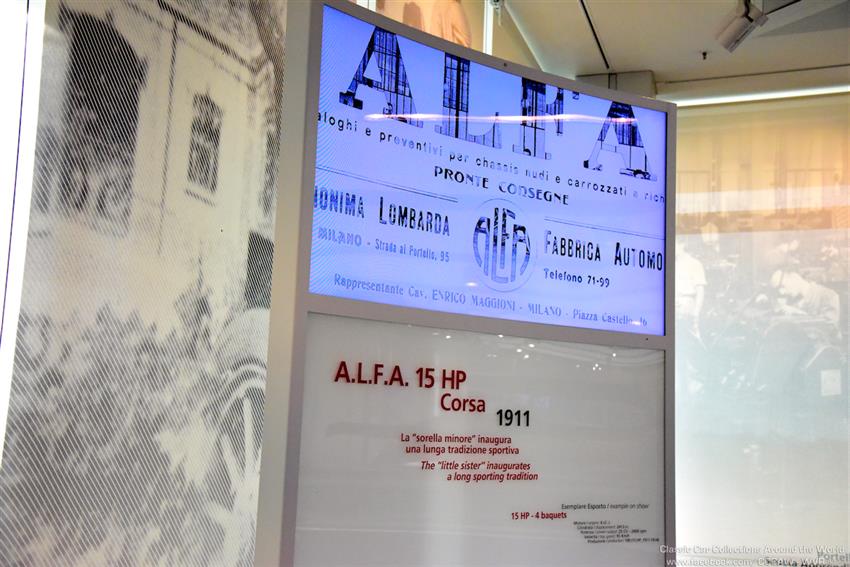 A.L.F.A
aloghi e preventivi per chassis nudi e carrozzati a rich
PRONTE CONSEGNE
NONIMA LOMBARDA
MILANO - Strada al Portello, 95
ALFA
FABBRICA AUTOMO
Telefono 71-99
Rappresentante Cav. ENRICO MAGGIONI - MILANO - Piazza Castello 16
A.L.F.A. 15 HP
Corsa 1911
La "sorella minore" inaugura
una lunga tradizione sportiva
The "little sister" inaugurates
a long sporting tradition
Esemplare Esposto / example on show
15 HP - 4 baquets
Classic Car Collections Around the World
Portell